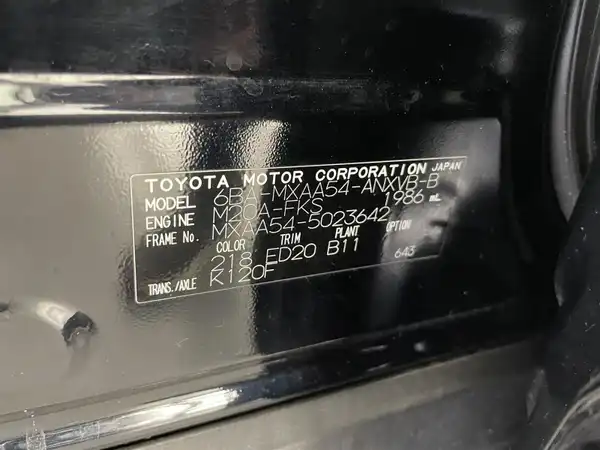 TOYOTA MOTOR CORPORATION JAPAN
MODEL 6BA-MXAA54-ANXVB-B
ENGINE M20A-FKS 1986 mL
FRAME No. MXAA54-5023642
COLOR TRIM PLANT OPTION
218 ED20 B11 643
TRANS./AXLE K120F